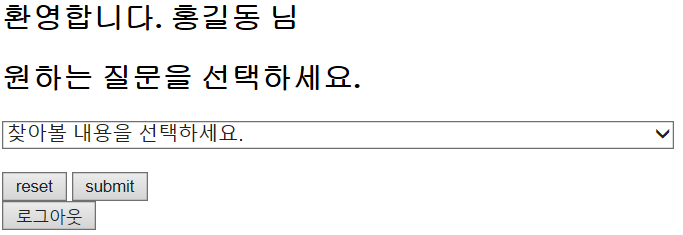 환영합니다. 홍길동 님
원하는 질문을 선택하세요.
찾아볼 내용을 선택하세요.
reset submit
로그아웃